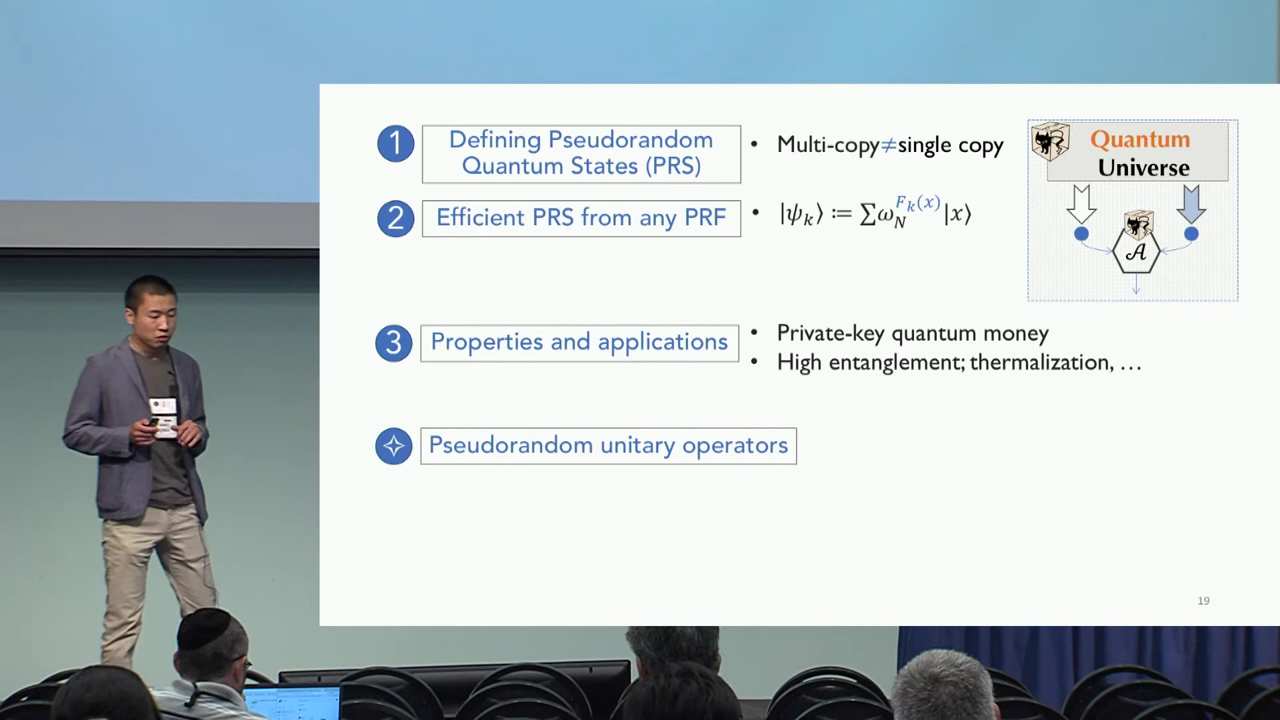 1 Defining Pseudorandom
Quantum States (PRS)
• Multi-copy≠single copy
Quantum
Universe
2 Efficient PRS from any PRF
• |ψ_k⟩ ≔ ∑ω_N^{F_k(x)}|x⟩
𝒜
3 Properties and applications
• Private-key quantum money
• High entanglement; thermalization, …
Pseudorandom unitary operators
19